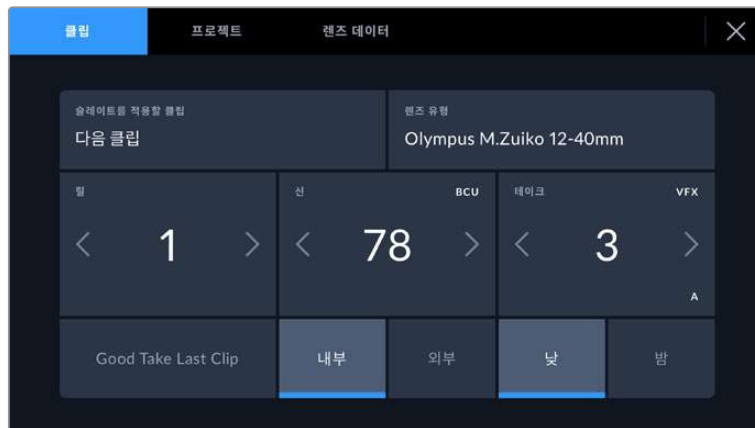 클립 프로젝트 렌즈 데이터
슬레이트를 적용할 클립 렌즈 유형
다음 클립 Olympus M.Zuiko 12-40mm
릴 신 BCU 테이크 VFX
1 78 3
A
Good Take Last Clip 내부 외부 낮 밤